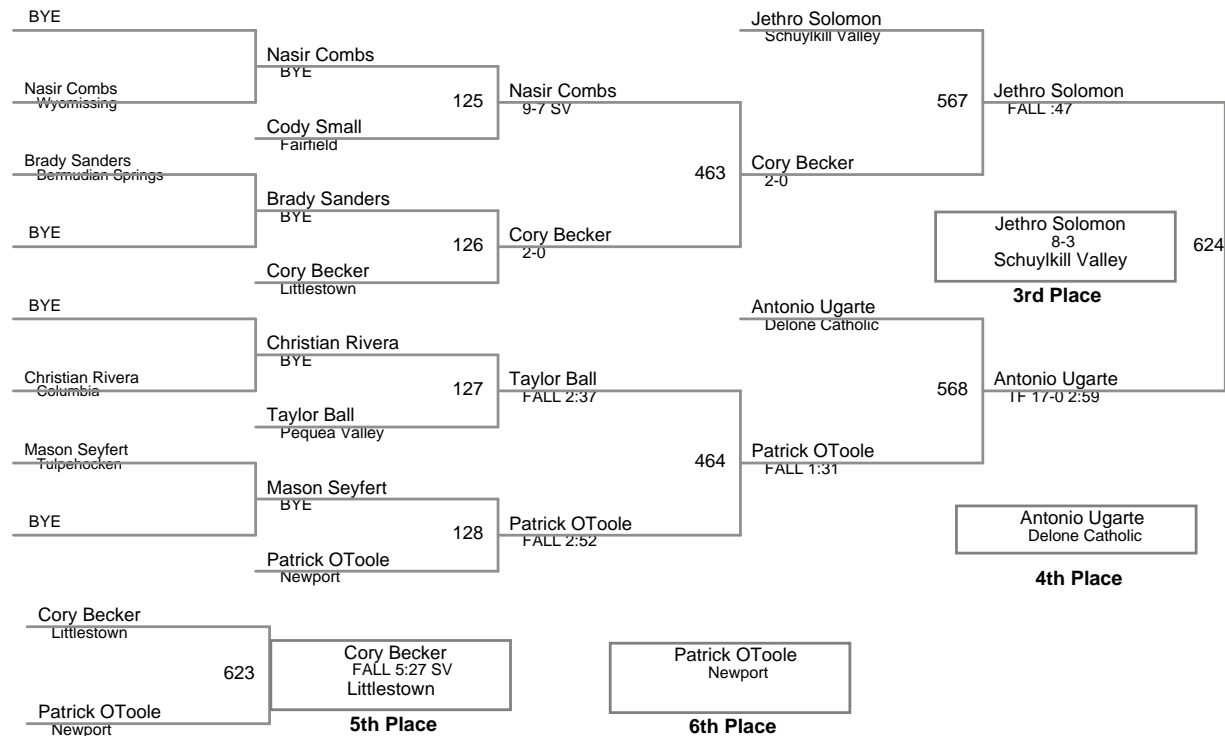 BYE
Nasir Combs
Wyomissing
Brady Sanders
Bermudian Springs
BYE
BYE
Christian Rivera
Columbia
Mason Seyfert
Tulpehocken
BYE
Nasir Combs
BYE
125
Cody Small
Fairfield
Brady Sanders
BYE
126
Cory Becker
Littlestown
Christian Rivera
BYE
127
Taylor Ball
Pequea Valley
Mason Seyfert
BYE
128
Patrick OToole
Newport
Nasir Combs
9-7 SV
463
Cory Becker
2-0
Taylor Ball
FALL 2:37
464
Patrick OToole
FALL 2:52
Jethro Solomon
Schuylkill Valley
567
Cory Becker
2-0
Antonio Ugarte
Delone Catholic
568
Patrick OToole
FALL 1:31
Jethro Solomon
FALL :47
624
Antonio Ugarte
TF 17-0 2:59
Jethro Solomon
8-3
Schuylkill Valley
3rd Place
Antonio Ugarte
Delone Catholic
4th Place
Cory Becker
Littlestown
623
Patrick OToole
Newport
Cory Becker
FALL 5:27 SV
Littlestown
5th Place
Patrick OToole
Newport
6th Place